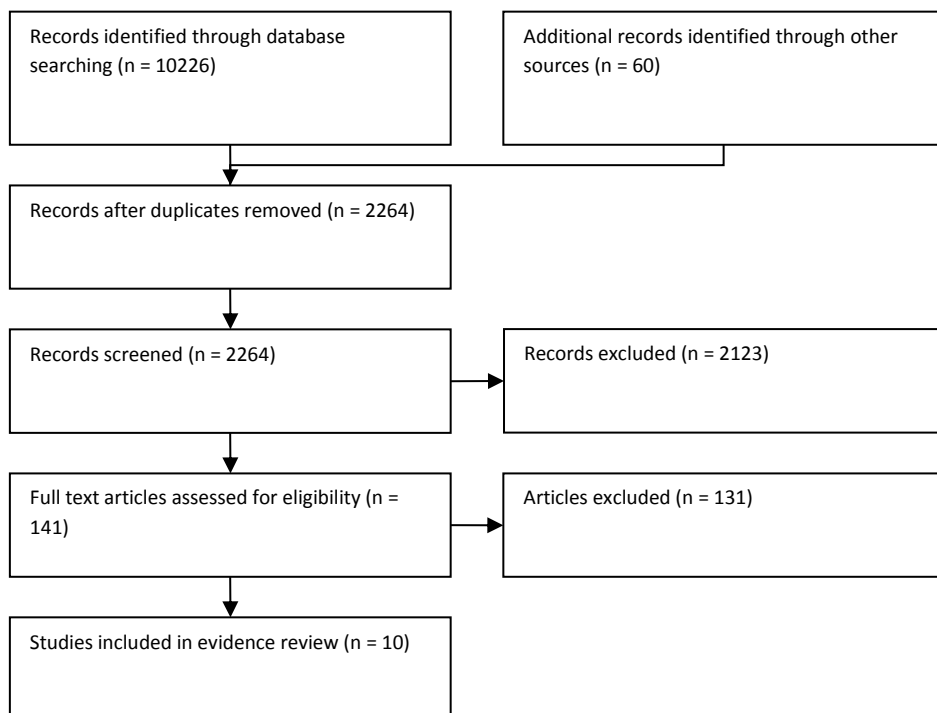 Records identified through database
searching (n = 10226)
Additional records identified through other
sources (n = 60)
Records after duplicates removed (n = 2264)
Records screened (n = 2264)
Records excluded (n = 2123)
Full text articles assessed for eligibility (n =
141)
Articles excluded (n = 131)
Studies included in evidence review (n = 10)